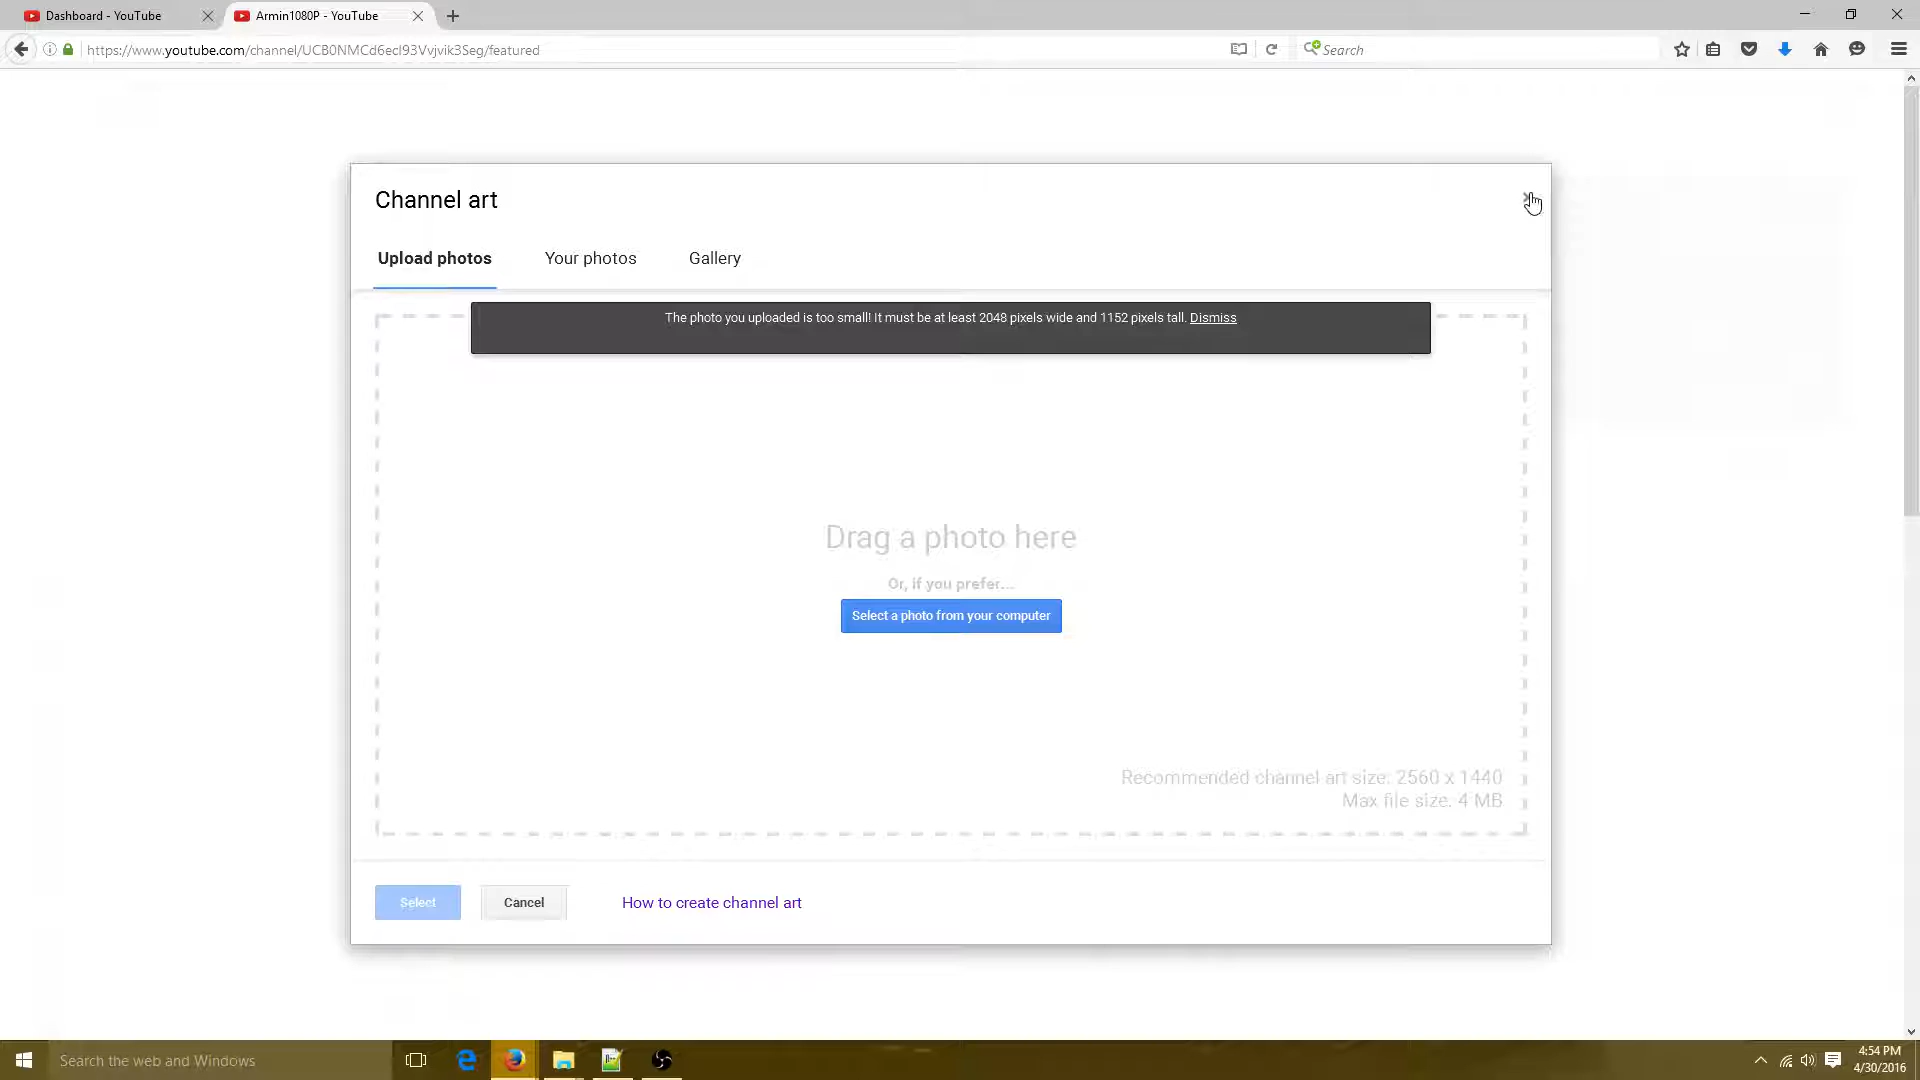 Dashboard - YouTube
Armin1080P - YouTube
https://www.youtube.com/channel/UCB0NMCd6ecI93Vvjvik3Seg/featured
Search
Channel art
Upload photos
Your photos
Gallery
The photo you uploaded is too small! It must be at least 2048 pixels wide and 1152 pixels tall. Dismiss
Drag a photo here
Or, if you prefer...
Select a photo from your computer
Recommended channel art size: 2560 x 1440
Max file size: 4 MB
Select
Cancel
How to create channel art
Search the web and Windows
4:54 PM
4/30/2016